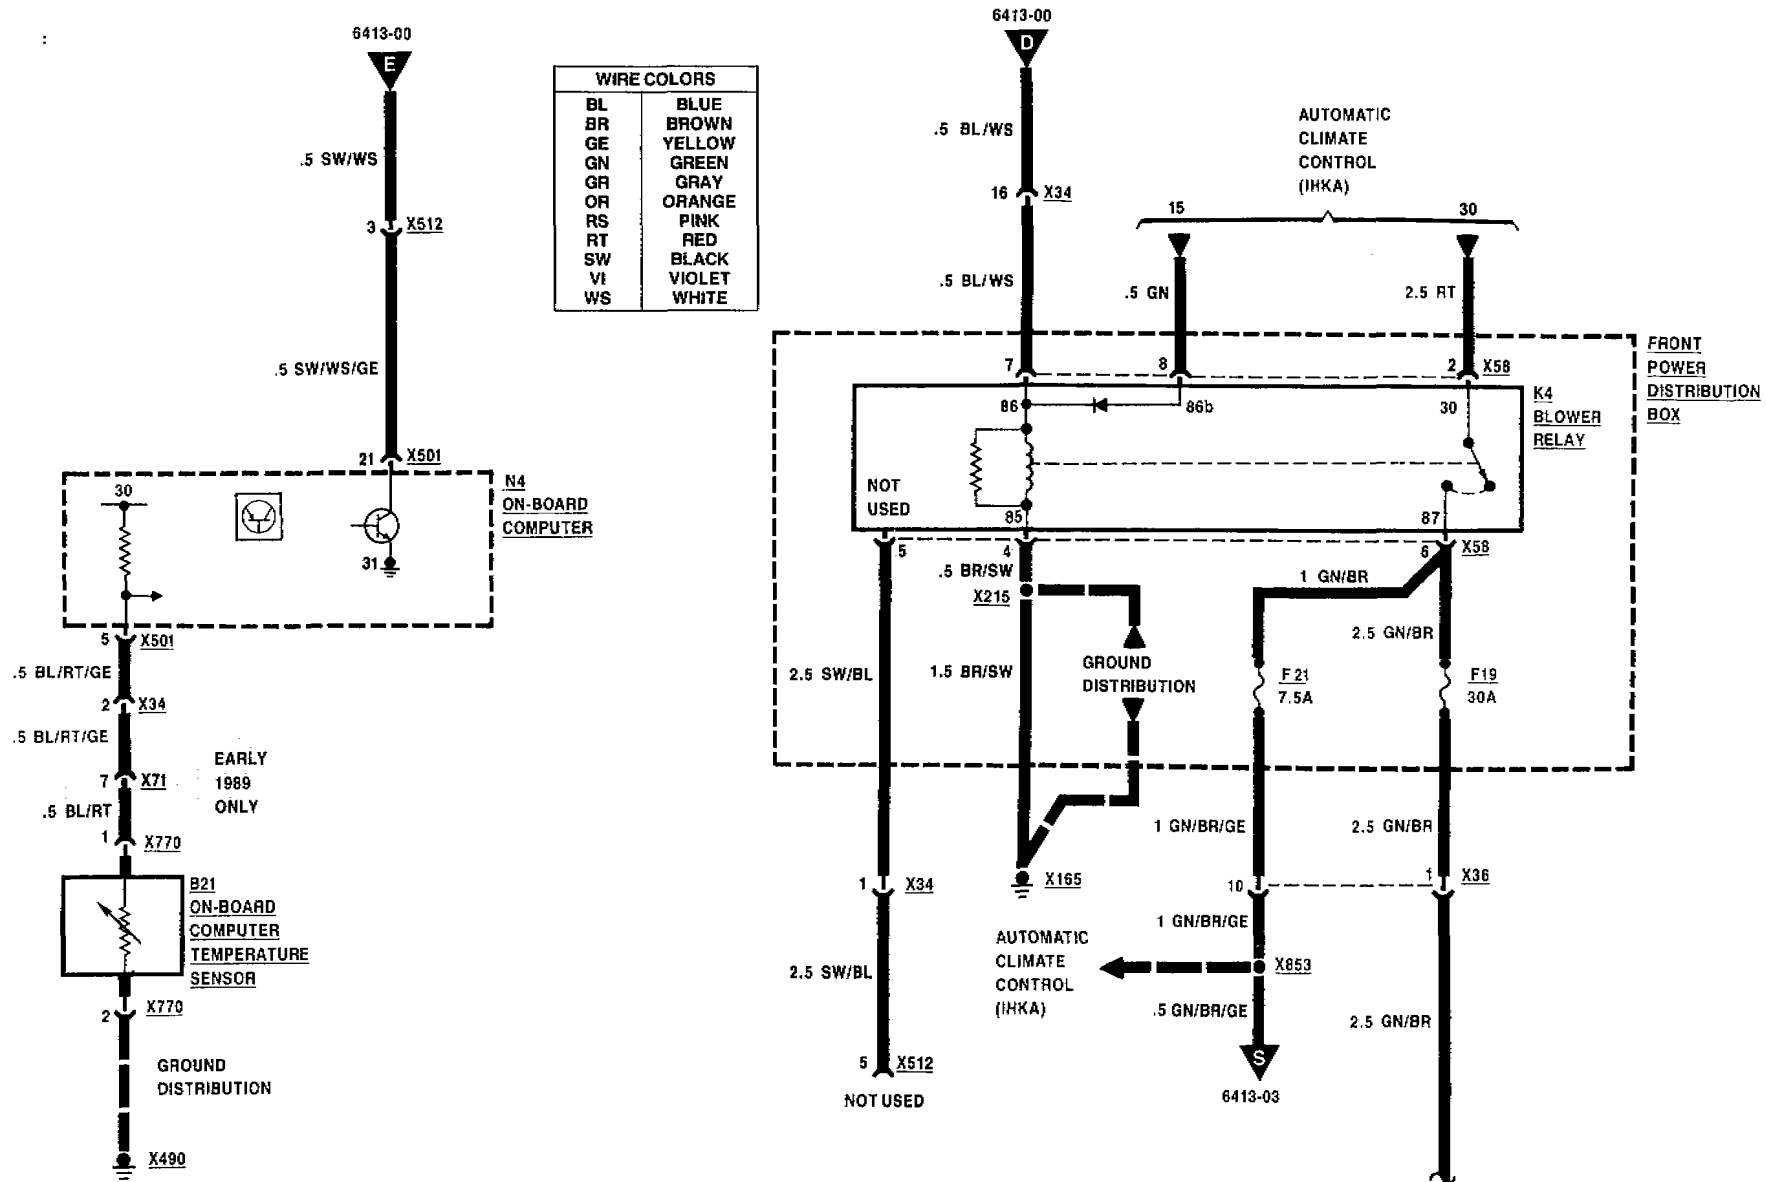 6413-00
E
.5 SW/WS
3 X512
.5 SW/WS/GE
21 X501
30
31
N4
ON-BOARD
COMPUTER
5 X501
.5 BL/RT/GE
2 X34
.5 BL/RT/GE
7 X71
EARLY
1989
ONLY
.5 BL/RT
1 X770
B21
ON-BOARD
COMPUTER
TEMPERATURE
SENSOR
2 X770
GROUND
DISTRIBUTION
X490
WIRE COLORS
BL BLUE
BR BROWN
GE YELLOW
GN GREEN
GR GRAY
OR ORANGE
RS PINK
RT RED
SW BLACK
VI VIOLET
WS WHITE
6413-00
D
.5 BL/WS
16 X34
.5 BL/WS
AUTOMATIC
CLIMATE
CONTROL
(IHKA)
15 30
.5 GN
2.5 RT
FRONT
POWER
DISTRIBUTION
BOX
7 8 2 X58
86 86b 30
K4
BLOWER
RELAY
NOT
USED
85 87
5 4 6 X58
.5 BR/SW
X215
1 GN/BR
2.5 GN/BR
2.5 SW/BL
1.5 BR/SW
GROUND
DISTRIBUTION
F21
7.5A
F19
30A
1 GN/BR/GE
2.5 GN/BR
1 X34
X165
10 1 X36
1 GN/BR/GE
AUTOMATIC
CLIMATE
CONTROL
(IHKA)
X853
2.5 SW/BL
.5 GN/BR/GE
2.5 GN/BR
5 X512
NOT USED
S
6413-03